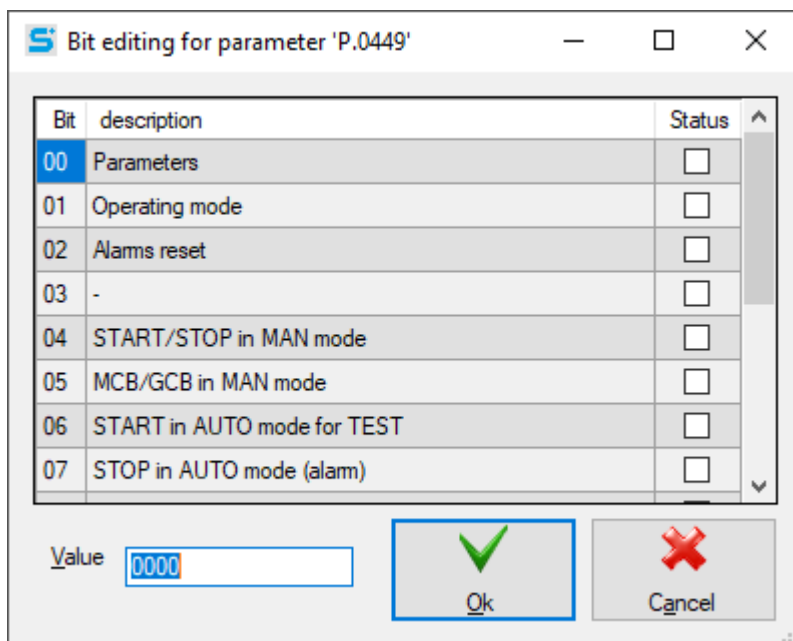 Bit editing for parameter 'P.0449'
Bit description Status
00 Parameters
01 Operating mode
02 Alarms reset
03 -
04 START/STOP in MAN mode
05 MCB/GCB in MAN mode
06 START in AUTO mode for TEST
07 STOP in AUTO mode (alarm)
Value 0000
Ok Cancel